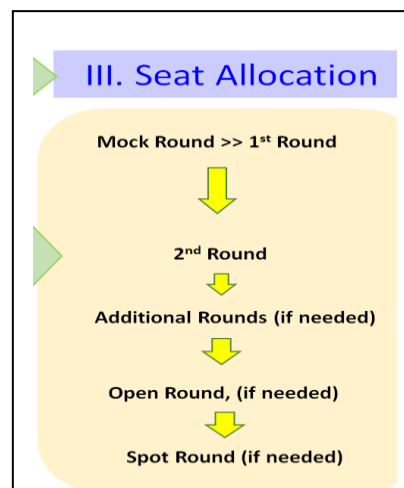 III. Seat Allocation
Mock Round >> 1st Round
2nd Round
Additional Rounds (if needed)
Open Round, (if needed)
Spot Round (if needed)